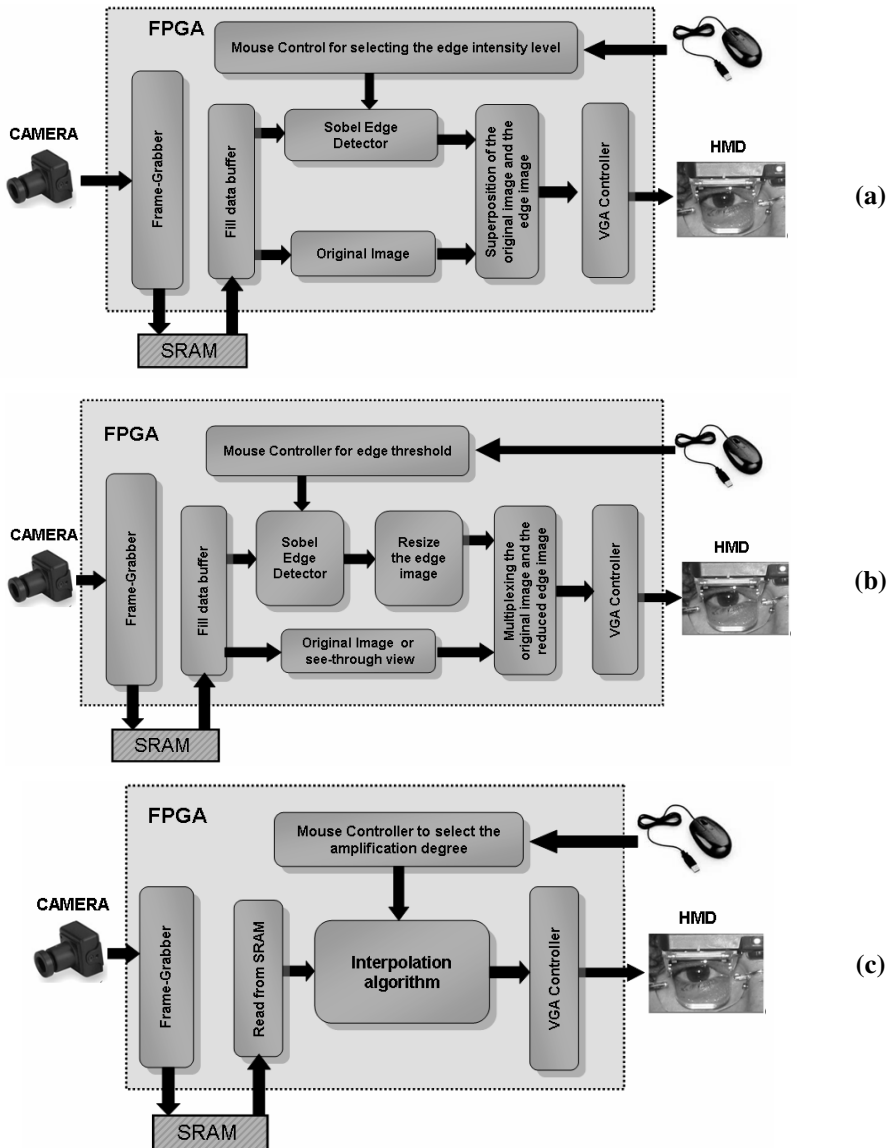 FPGA
Mouse Control for selecting the edge intensity level
CAMERA
Frame-Grabber
Fill data buffer
Sobel Edge
Detector
Original Image
Superposition of the
original image and the
edge image
VGA Controller
HMD
SRAM
(a)
FPGA
Mouse Controller for edge threshold
CAMERA
Frame-Grabber
Fill data buffer
Sobel
Edge
Detector
Resize
the edge
image
Original Image or
see-through view
Multiplexing the
original image and the
reduced edge image
VGA Controller
HMD
SRAM
(b)
FPGA
Mouse Controller to select the
amplification degree
CAMERA
Frame-Grabber
Read from SRAM
Interpolation
algorithm
VGA Controller
HMD
SRAM
(c)